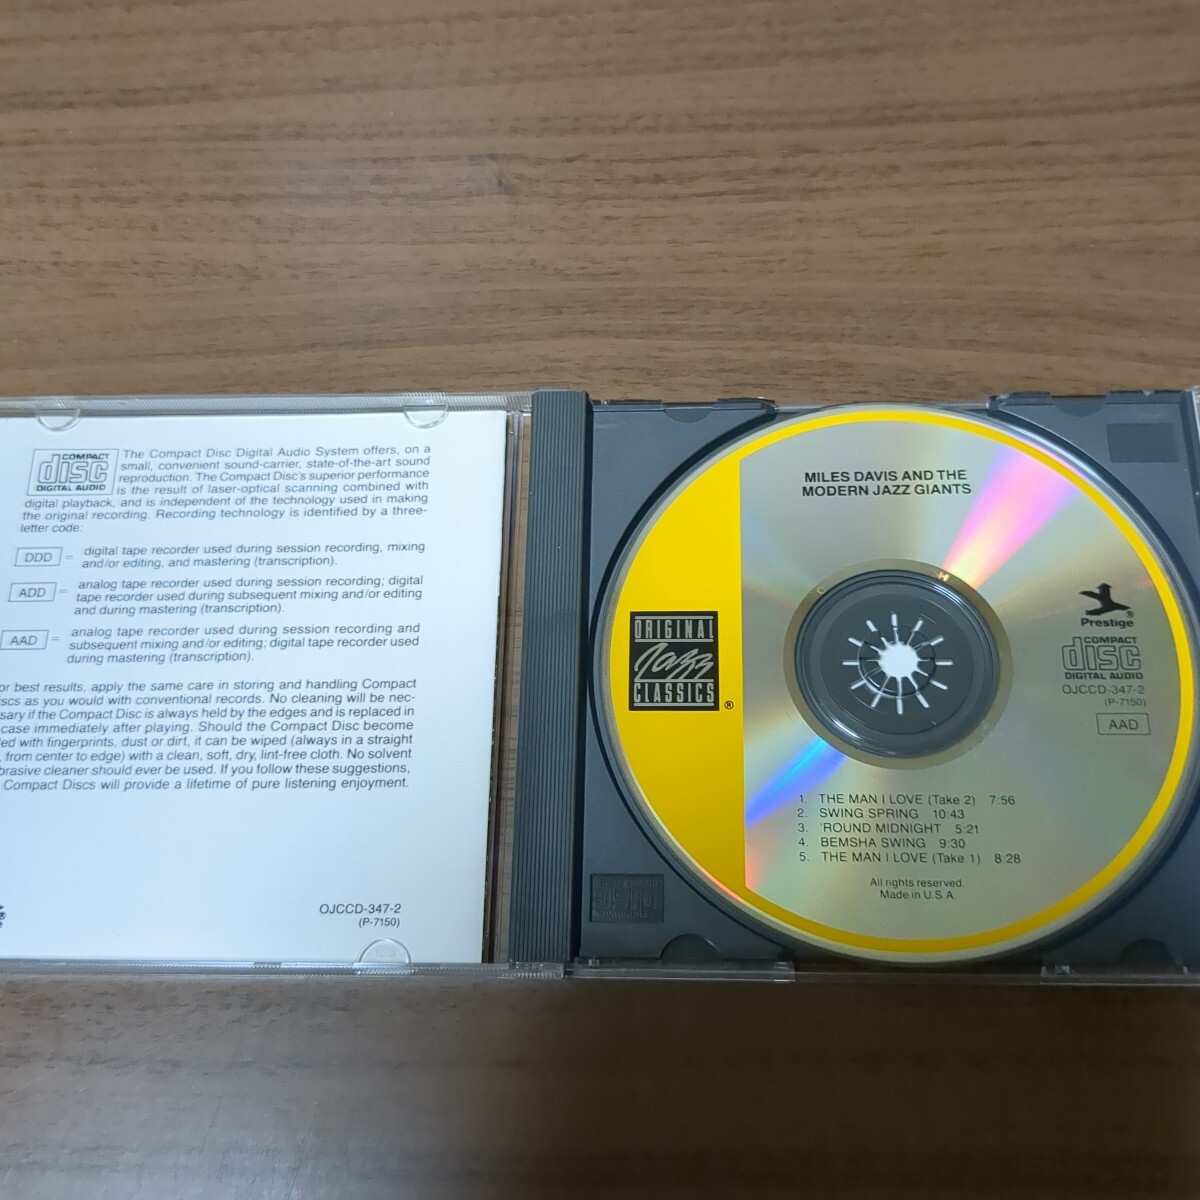 COMPACT
disc
DIGITAL AUDIO
The Compact Disc Digital Audio System offers, on a
small, convenient sound-carrier, state-of-the-art sound
reproduction. The Compact Disc's superior performance
is the result of laser-optical scanning combined with
digital playback, and is independent of the technology used in making
the original recording. Recording technology is identified by a three-
letter code:
DDD = digital tape recorder used during session recording, mixing
and/or editing, and mastering (transcription).
ADD = analog tape recorder used during session recording; digital
tape recorder used during subsequent mixing and/or editing
and during mastering (transcription).
AAD = analog tape recorder used during session recording and
subsequent mixing and/or editing; digital tape recorder used
during mastering (transcription).
or best results, apply the same care in storing and handling Compact
iscs as you would with conventional records. No cleaning will be nec-
sary if the Compact Disc is always held by the edges and is replaced in
case immediately after playing. Should the Compact Disc become
led with fingerprints, dust or dirt, it can be wiped (always in a straight
, from center to edge) with a clean, soft, dry, lint-free cloth. No solvent
brasive cleaner should ever be used. If you follow these suggestions,
Compact Discs will provide a lifetime of pure listening enjoyment.
®
OJCCD-347-2
(P-7150)
MILES DAVIS AND THE
MODERN JAZZ GIANTS
ORIGINAL
Jazz
CLASSICS ®
Prestige ®
COMPACT
disc
DIGITAL AUDIO
OJCCD-347-2
(P-7150)
AAD
1. THE MAN I LOVE (Take 2) 7:56
2. SWING SPRING 10:43
3. 'ROUND MIDNIGHT 5:21
4. BEMSHA SWING 9:30
5. THE MAN I LOVE (Take 1) 8:28
All rights reserved.
Made in U.S.A.